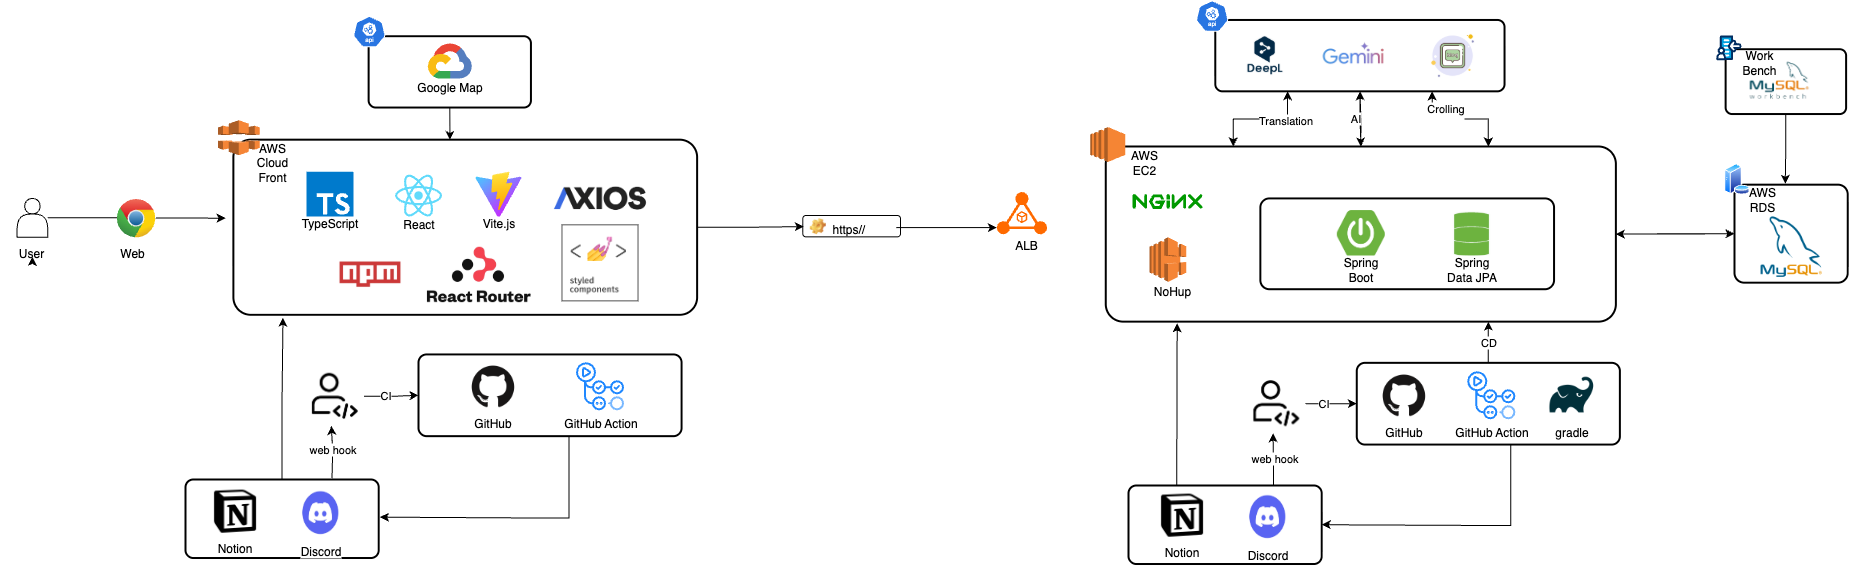 api
Google Map
AWS
Cloud
Front
TS
TypeScript
React
Vite.js
AXIOS
npm
React Router
< >
styled
components
User
Web
https//
ALB
CI
GitHub
GitHub Action
web hook
Notion
Discord
api
DeepL
Gemini
Translation
AI
Crolling
AWS
EC2
NGiNX
NoHup
Spring
Boot
Spring
Data JPA
Work
Bench
MySQL
workbench
AWS
RDS
MySQL
CD
CI
GitHub
GitHub Action
gradle
web hook
Notion
Discord